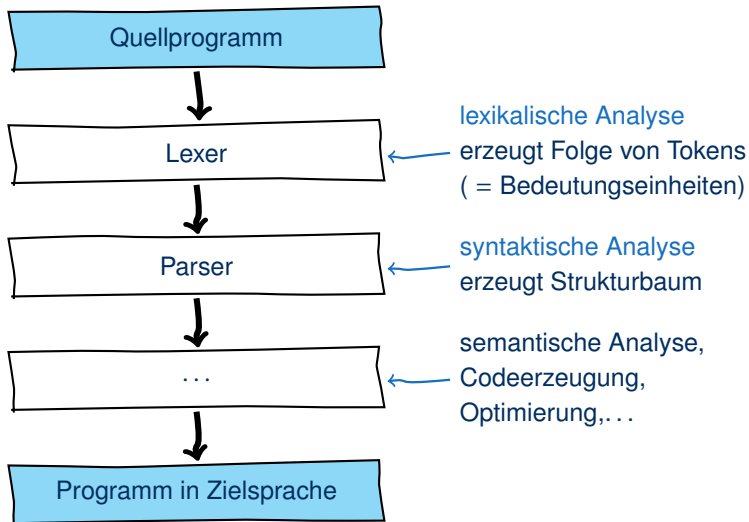 Quellprogramm
lexikalische Analyse
Lexer
erzeugt Folge von Tokens
( = Bedeutungseinheiten)
syntaktische Analyse
Parser
erzeugt Strukturbaum
semantische Analyse,
...
Codeerzeugung,
Optimierung,...
Programm in Zielsprache